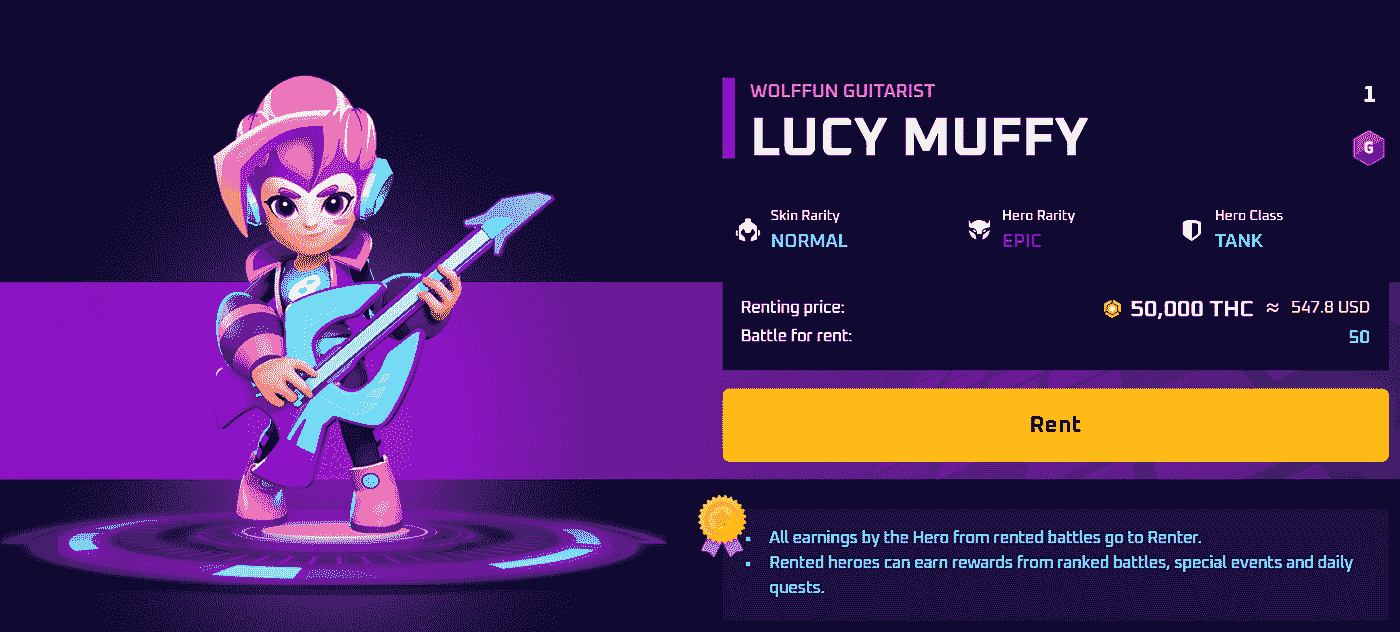 WOLFFUN GUITARIST
1
LUCY MUFFY
G
Skin Rarity
NORMAL
Hero Rarity
EPIC
Hero Class
TANK
Renting price:
50,000 THC ≈ 547.8 USD
Battle for rent:
50
Rent
All earnings by the Hero from rented battles go to Renter.
Rented heroes can earn rewards from ranked battles, special events and daily
quests.